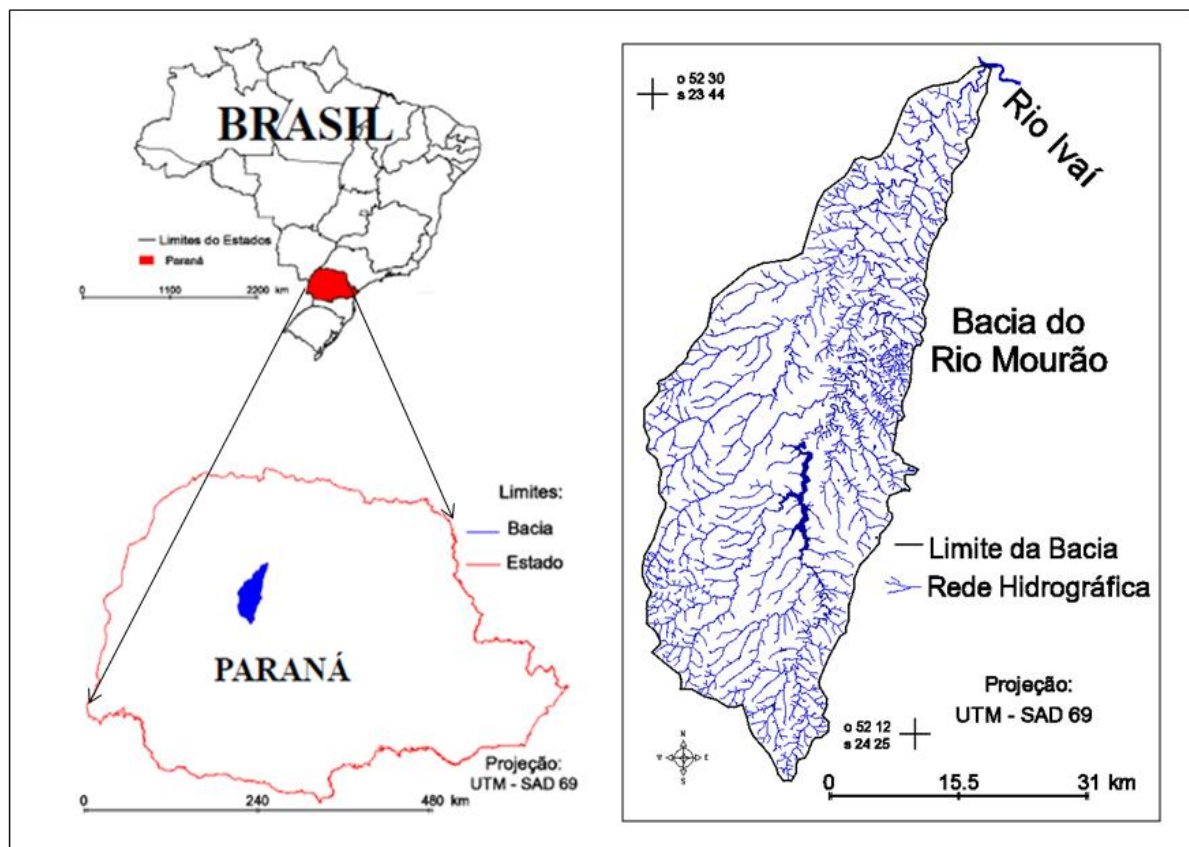 BRASIL
Limites do Estados
Paraná
0 1100 2200 km
Limites:
Bacia
Estado
PARANÁ
Projeção:
UTM - SAD 69
0 240 480 km
o 52 30
s 23 44
Rio Ivaí
Bacia do
Rio Mourão
Limite da Bacia
Rede Hidrográfica
Projeção:
UTM - SAD 69
o 52 12
s 24 25
N
E
S
0 15.5 31 km